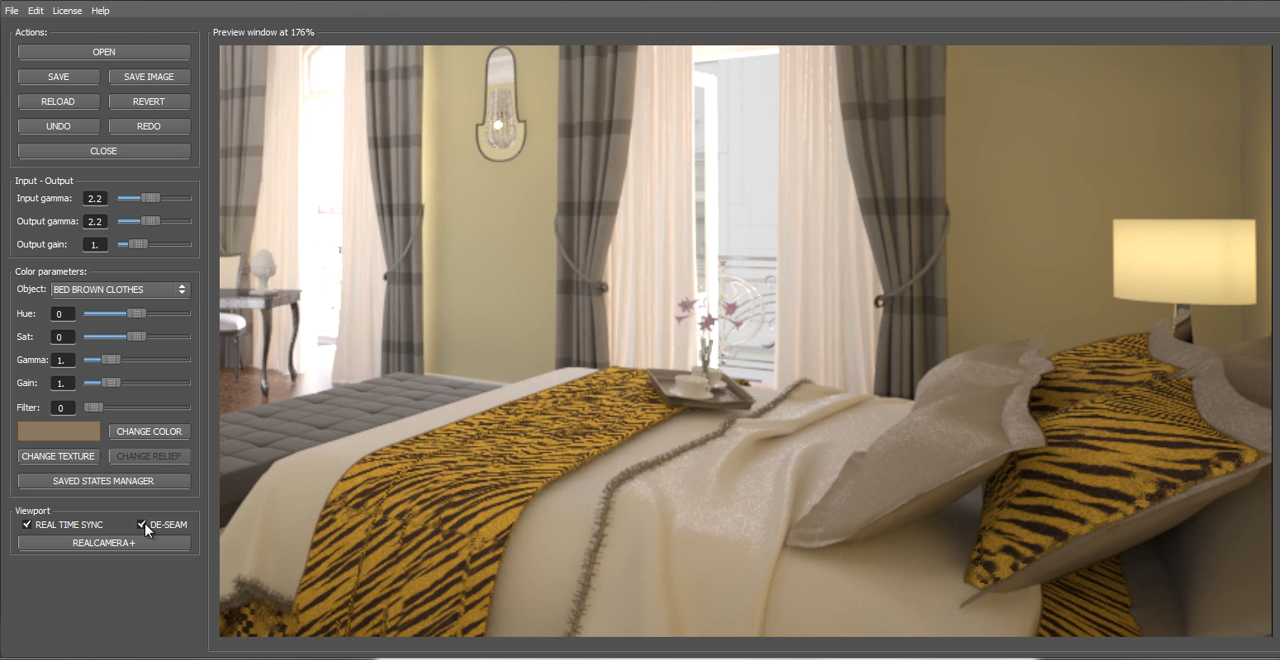 File Edit License Help
Actions:
Preview window at 176%
OPEN
SAVE SAVE IMAGE
RELOAD REVERT
UNDO REDO
CLOSE
Input - Output
Input gamma: 2.2
Output gamma: 2.2
Output gain: 1.
Color parameters:
Object: BED BROWN CLOTHES
Hue: 0
Sat: 0
Gamma: 1.
Gain: 1.
Filter: 0
CHANGE COLOR
CHANGE TEXTURE CHANGE RELIEF
SAVED STATES MANAGER
Viewport
REAL TIME SYNC DE-SEAM
REALCAMERA+